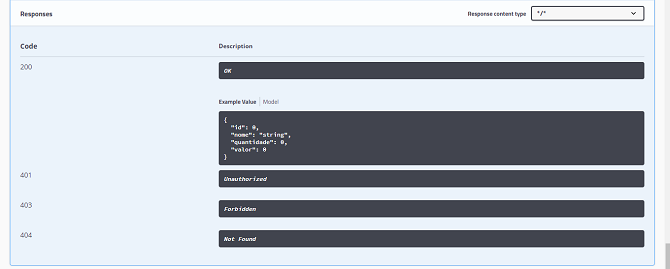 Responses
Response content type */*
Code Description
200 OK
Example Value Model
{
"id": 0,
"nome": "string",
"quantidade": 0,
"valor": 0
}
401 Unauthorized
403 Forbidden
404 Not Found